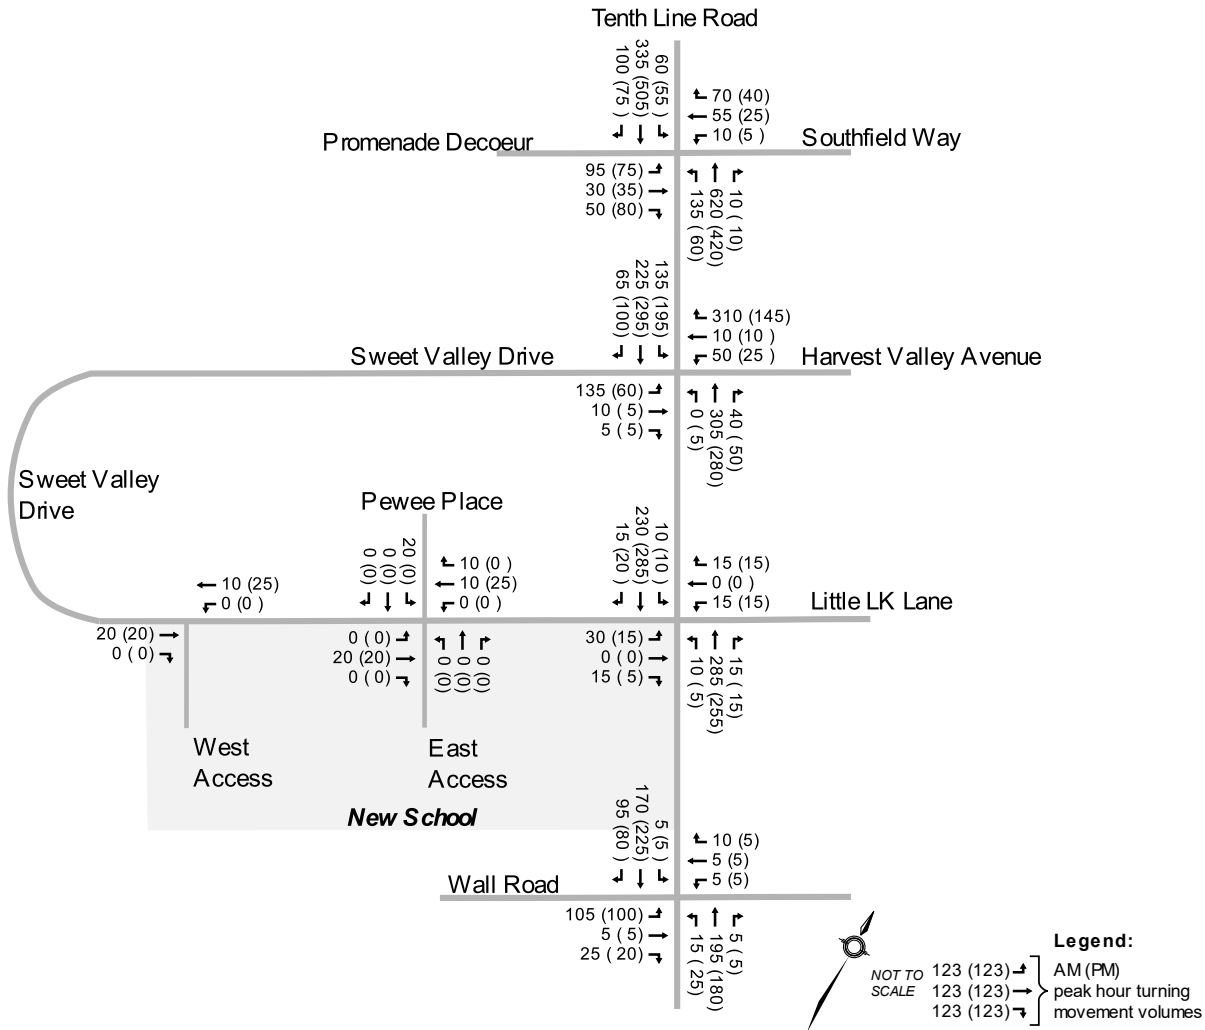 Tenth Line Road
100 (75 )
335 (505)
60 (55 )
70 (40)
55 (25)
10 (5 )
Promenade Decoeur
Southfield Way
95 (75)
30 (35)
50 (80)
135 ( 60)
620 (420)
10 ( 10)
65 (100)
225 (295)
135 (195)
310 (145)
10 (10 )
50 (25 )
Sweet Valley Drive
Harvest Valley Avenue
135 (60)
10 ( 5)
5 ( 5)
0 ( 5)
305 (280)
40 ( 50)
Sweet Valley
Drive
Pewee Place
0 (0)
0 (0)
20 (0)
10 (0 )
10 (25)
0 (0 )
15 (20 )
230 (285)
10 (10 )
15 (15)
0 (0 )
15 (15)
Little LK Lane
10 (25)
0 (0 )
20 (20)
0 ( 0)
0 ( 0)
20 (20)
0 ( 0)
0 (0)
0 (0)
0 (0)
30 (15)
0 ( 0)
15 ( 5)
10 ( 5)
285 (255)
15 ( 15)
West
Access
East
Access
New School
95 (80 )
170 (225)
5 (5 )
10 (5)
5 (5)
5 (5)
Wall Road
105 (100)
5 ( 5)
25 ( 20)
15 ( 25)
195 (180)
5 ( 5)
NOT TO
SCALE
Legend:
123 (123) AM (PM)
123 (123) peak hour turning
123 (123) movement volumes